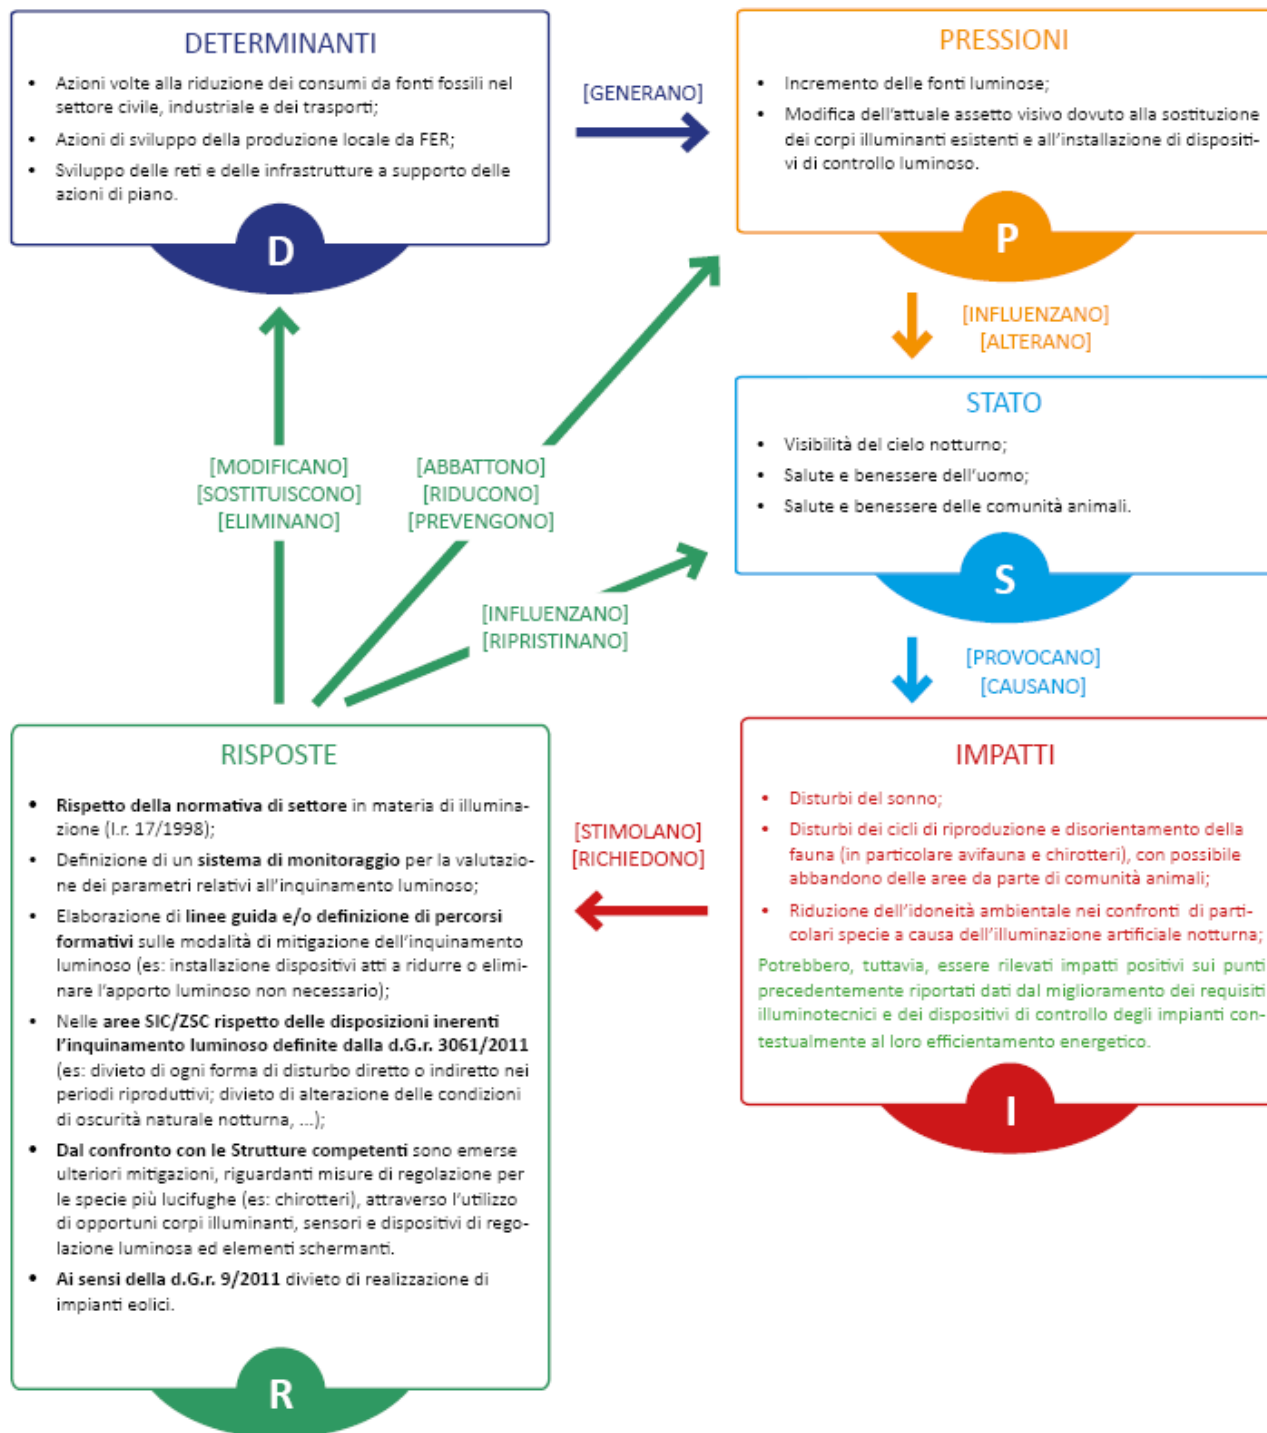 DETERMINANTI
• Azioni volte alla riduzione dei consumi da fonti fossili nel
settore civile, industriale e dei trasporti;
• Azioni di sviluppo della produzione locale da FER;
• Sviluppo delle reti e delle infrastrutture a supporto delle
azioni di piano.
D
[GENERANO]
PRESSIONI
• Incremento delle fonti luminose;
• Modifica dell'attuale assetto visivo dovuto alla sostituzione
dei corpi illuminanti esistenti e all'installazione di dispositi-
vi di controllo luminoso.
P
[INFLUENZANO]
[ALTERANO]
STATO
• Visibilità del cielo notturno;
• Salute e benessere dell'uomo;
• Salute e benessere delle comunità animali.
S
[PROVOCANO]
[CAUSANO]
IMPATTI
• Disturbi del sonno;
• Disturbi dei cicli di riproduzione e disorientamento della
fauna (in particolare avifauna e chirotteri), con possibile
abbandono delle aree da parte di comunità animali;
• Riduzione dell'idoneità ambientale nei confronti di parti-
colari specie a causa dell'illuminazione artificiale notturna;
Potrebbero, tuttavia, essere rilevati impatti positivi sui punti
precedentemente riportati dati dal miglioramento dei requisiti
illuminotecnici e dei dispositivi di controllo degli impianti con-
testualmente al loro efficientamento energetico.
I
[STIMOLANO]
[RICHIEDONO]
[MODIFICANO]
[SOSTITUISCONO]
[ELIMINANO]
[ABBATTONO]
[RIDUCONO]
[PREVENGONO]
[INFLUENZANO]
[RIPRISTINANO]
RISPOSTE
• Rispetto della normativa di settore in materia di illumina-
zione (l.r. 17/1998);
• Definizione di un sistema di monitoraggio per la valutazio-
ne dei parametri relativi all'inquinamento luminoso;
• Elaborazione di linee guida e/o definizione di percorsi
formativi sulle modalità di mitigazione dell'inquinamento
luminoso (es: installazione dispositivi atti a ridurre o elimi-
nare l'apporto luminoso non necessario);
• Nelle aree SIC/ZSC rispetto delle disposizioni inerenti
l'inquinamento luminoso definite dalla d.G.r. 3061/2011
(es: divieto di ogni forma di disturbo diretto o indiretto nei
periodi riproduttivi; divieto di alterazione delle condizioni
di oscurità naturale notturna, ...);
• Dal confronto con le Strutture competenti sono emerse
ulteriori mitigazioni, riguardanti misure di regolazione per
le specie più lucifughe (es: chirotteri), attraverso l'utilizzo
di opportuni corpi illuminanti, sensori e dispositivi di rego-
lazione luminosa ed elementi schermanti.
• Ai sensi della d.G.r. 9/2011 divieto di realizzazione di
impianti eolici.
R